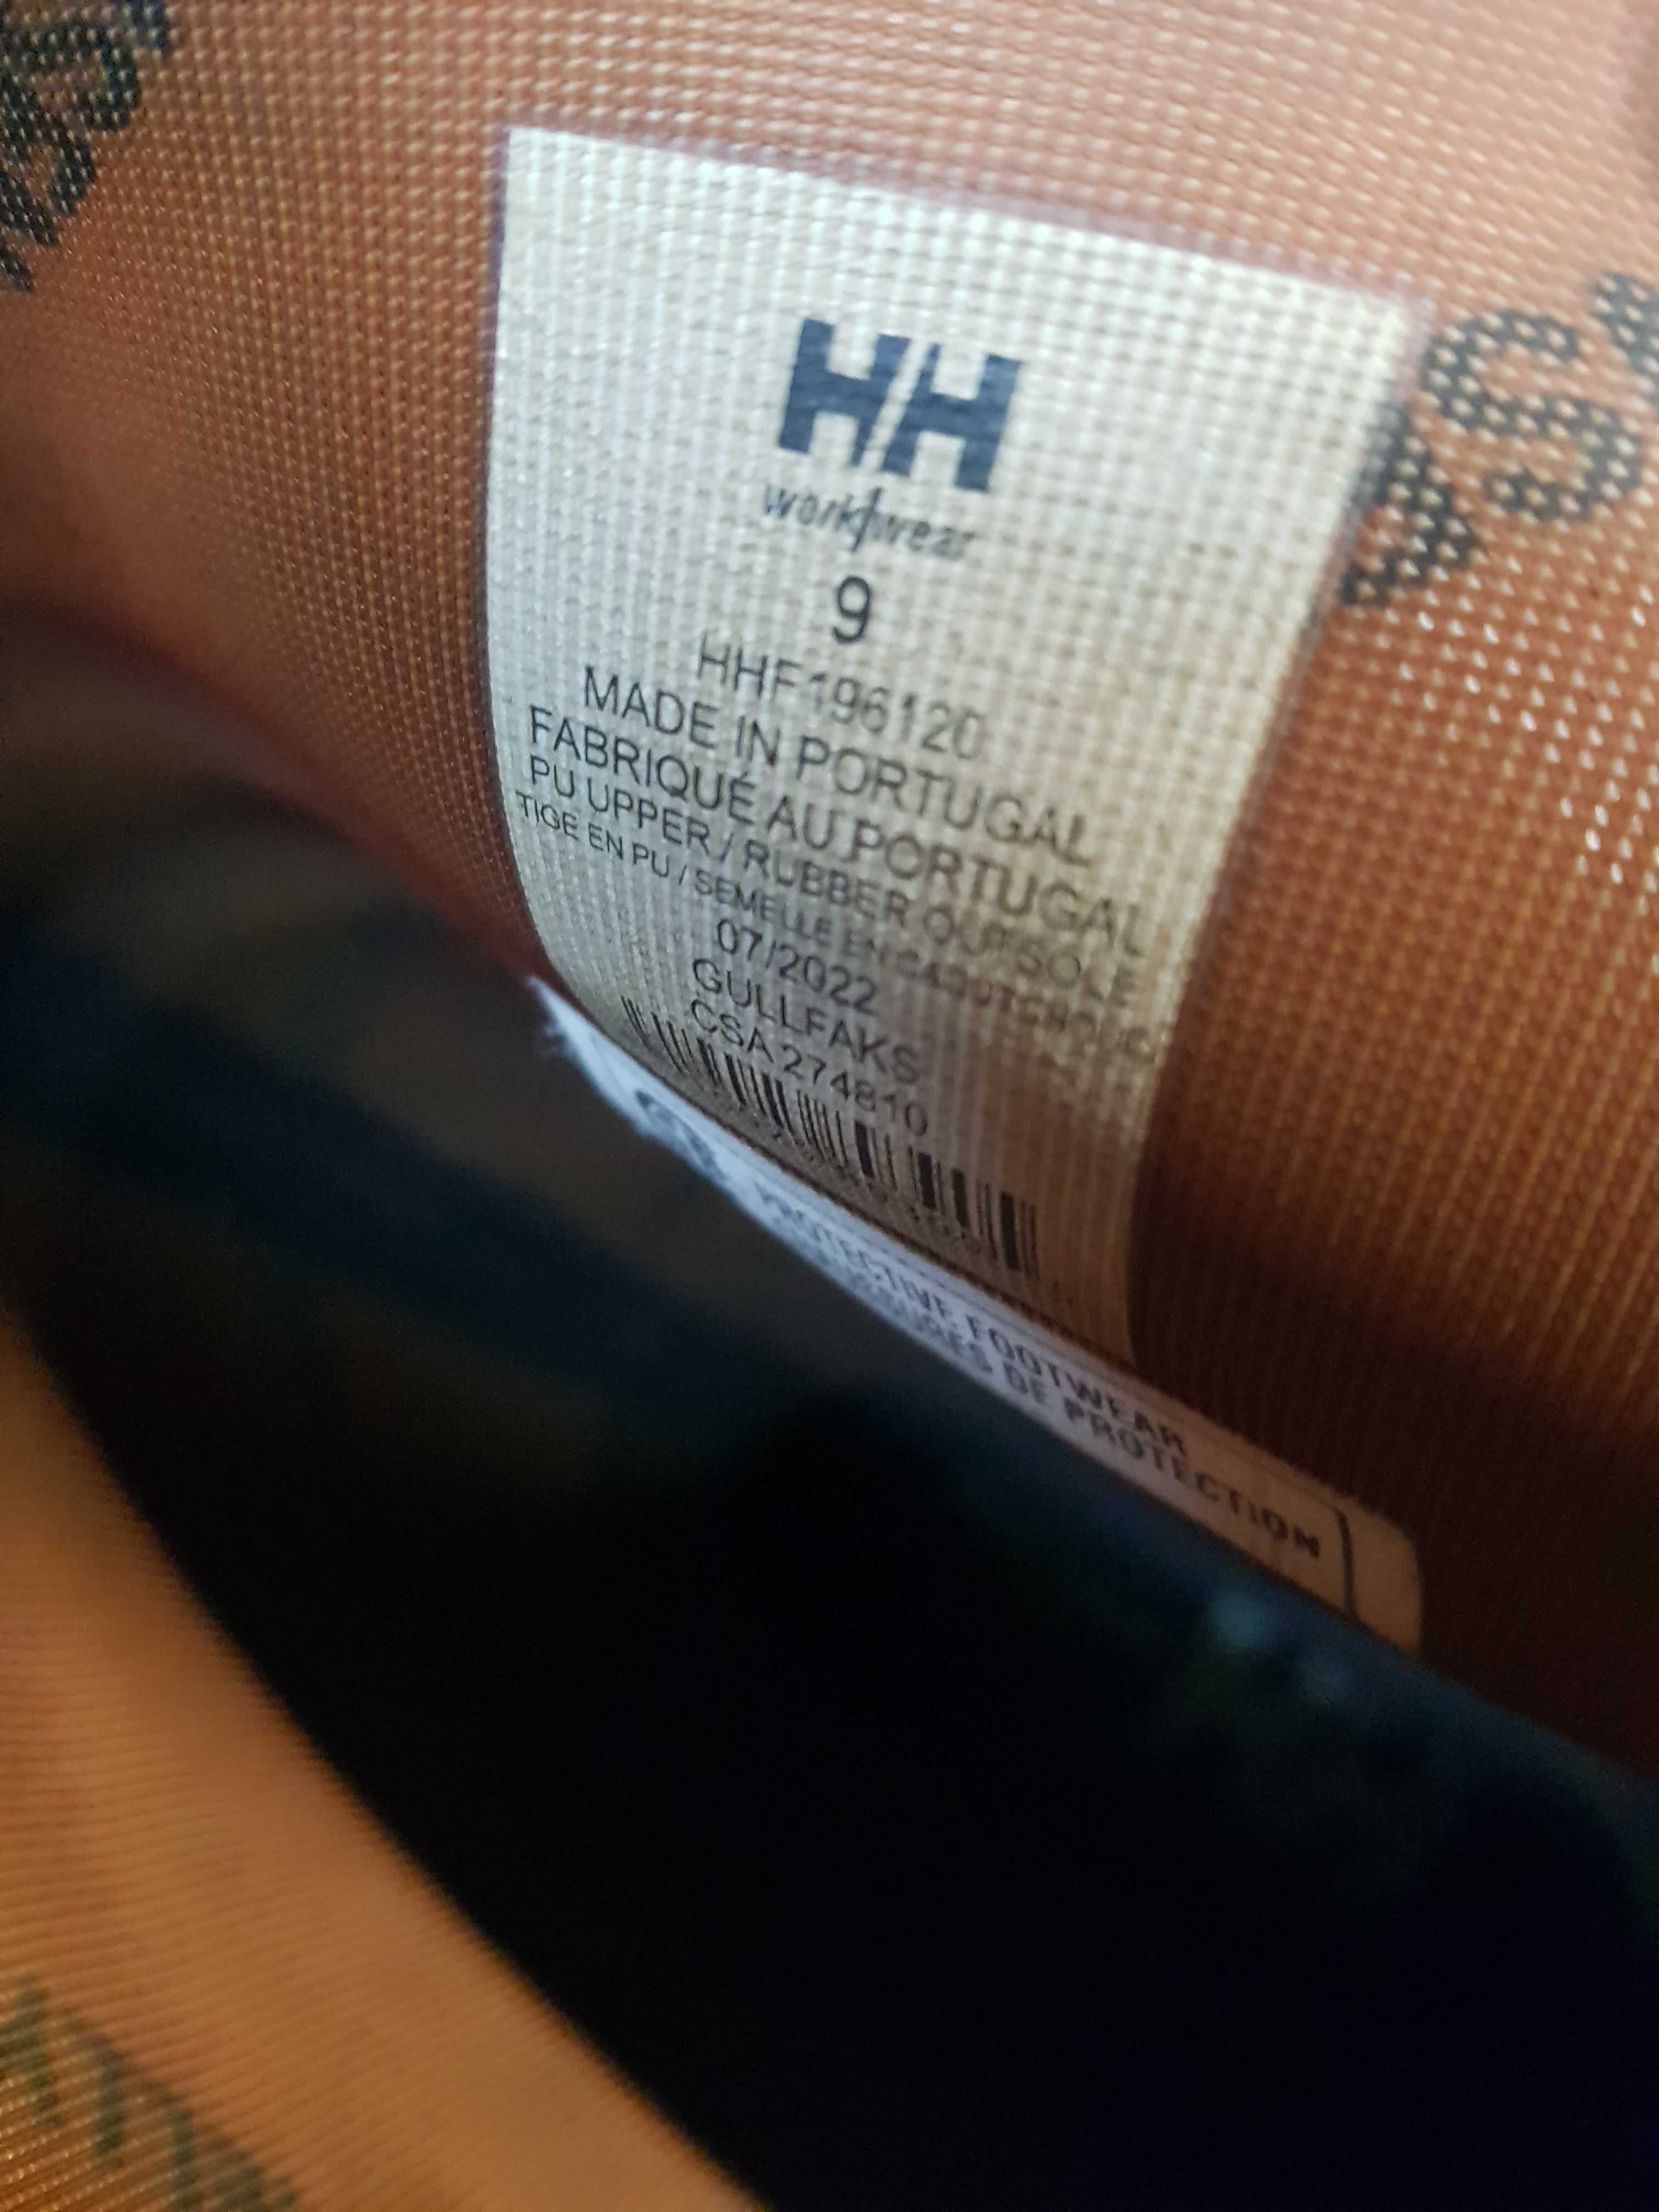 HH
workwear
9
HHF196120
MADE IN PORTUGAL
FABRIQUÉ AU PORTUGAL
PU UPPER / RUBBER OUTSOLE
TIGE EN PU / SEMELLE EN CAOUTCHOUC
07/2022
GULLFAKS
CSA 274810
PROTECTIVE FOOTWEAR
DE PROTECTION